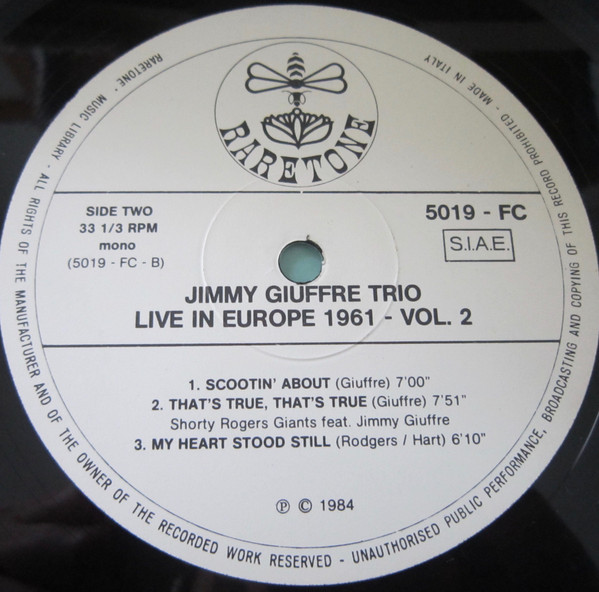 RARETONE
RARETONE · MUSIC LIBRARY - ALL RIGHTS OF THE MANUFACTURER AND OF THE OWNER OF THE RECORDED WORK RESERVED - UNAUTHORISED PUBLIC PERFORMANCE, BROADCASTING AND COPYING OF THIS RECORD PROHIBITED - MADE IN ITALY
SIDE TWO
33 1/3 RPM
mono
(5019 - FC - B)
5019 - FC
S.I.A.E.
JIMMY GIUFFRE TRIO
LIVE IN EUROPE 1961 - VOL. 2
1. SCOOTIN' ABOUT (Giuffre) 7'00"
2. THAT'S TRUE, THAT'S TRUE (Giuffre) 7'51"
Shorty Rogers Giants feat. Jimmy Giuffre
3. MY HEART STOOD STILL (Rodgers / Hart) 6'10"
℗ © 1984